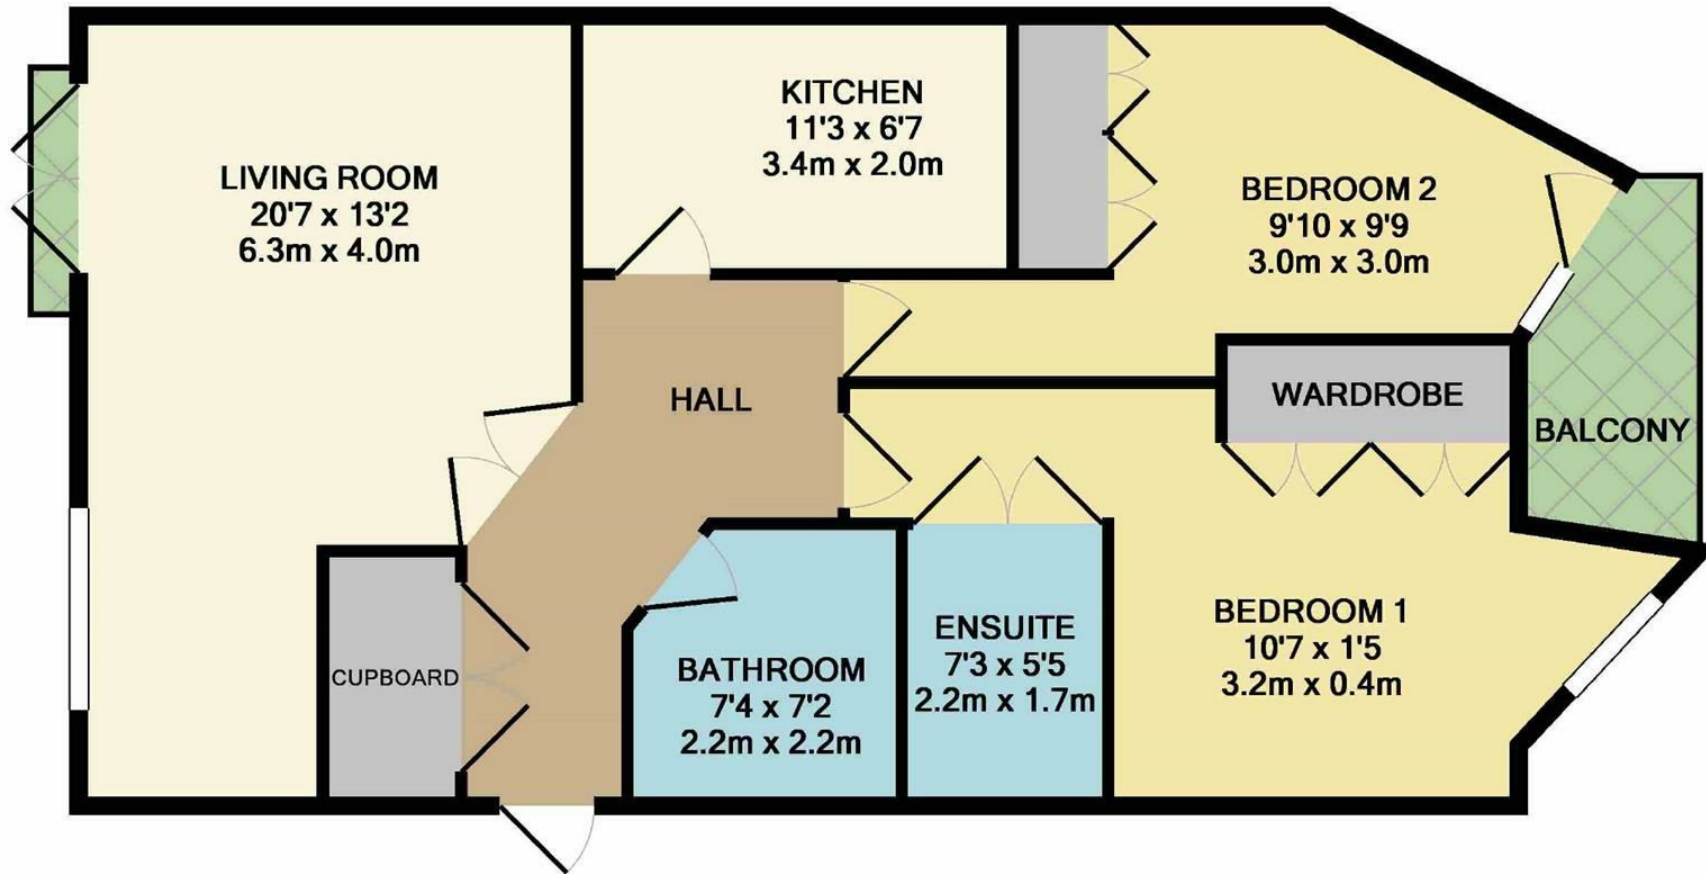 LIVING ROOM
20'7 x 13'2
6.3m x 4.0m
KITCHEN
11'3 x 6'7
3.4m x 2.0m
BEDROOM 2
9'10 x 9'9
3.0m x 3.0m
HALL
WARDROBE
BALCONY
CUPBOARD
BATHROOM
7'4 x 7'2
2.2m x 2.2m
ENSUITE
7'3 x 5'5
2.2m x 1.7m
BEDROOM 1
10'7 x 1'5
3.2m x 0.4m